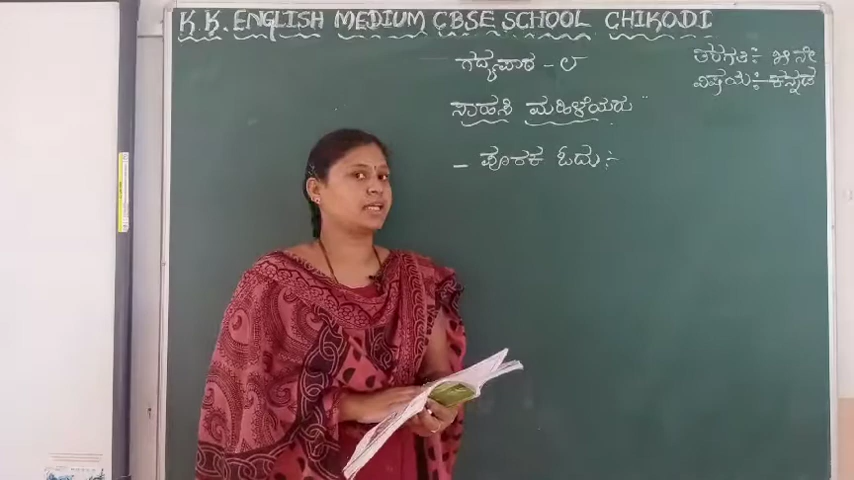 K.K.ENGLISH MEDIUM CBSE SCHOOL CHIKODI
ತರಗತಿ:- ೫ನೇ
ವಿಷಯ:- ಕನ್ನಡ
ಗದ್ಯಪಾಠ - ೮
ಸಾಹಸಿ ಮಹಿಳೆಯರು
- ಪೂರಕ ಓದು:-